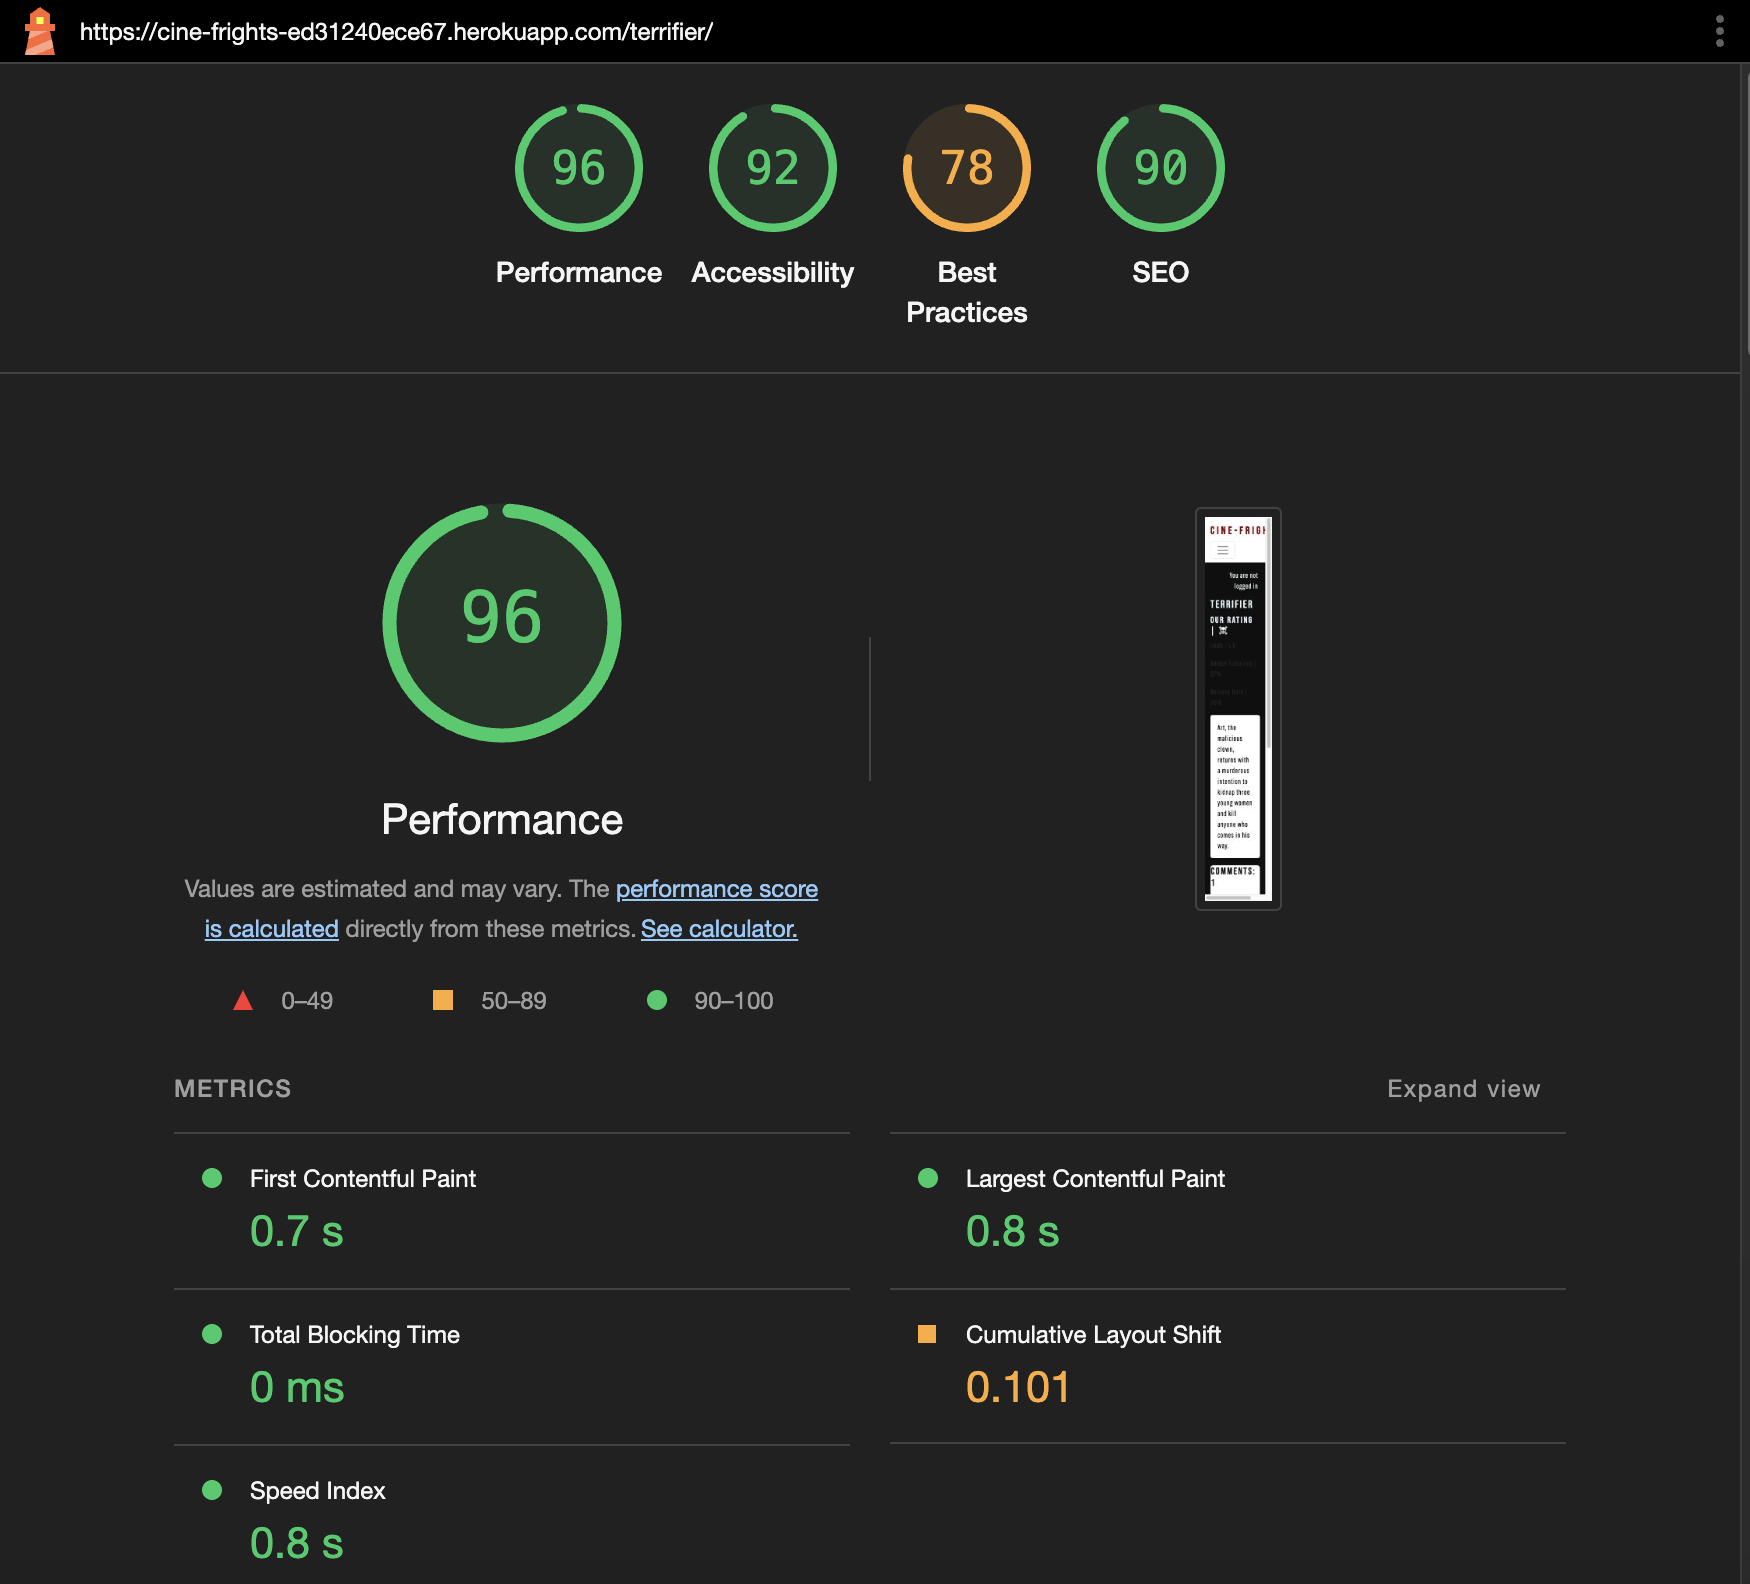 https://cine-frights-ed31240ece67.herokuapp.com/terrifier/
96
92
78
90
Performance
Accessibility
Best
Practices
SEO
96
Performance
Values are estimated and may vary. The performance score
is calculated directly from these metrics. See calculator.
0–49
50–89
90–100
CINE-FRIGH
You are not
logged in
TERRIFIER
OUR RATING
|
Art, the
malicious
clown,
returns with
a murderous
intention to
kidnap three
young women
and kill
anyone who
comes in his
way.
COMMENTS:
1
METRICS
Expand view
First Contentful Paint
0.7 s
Largest Contentful Paint
0.8 s
Total Blocking Time
0 ms
Cumulative Layout Shift
0.101
Speed Index
0.8 s